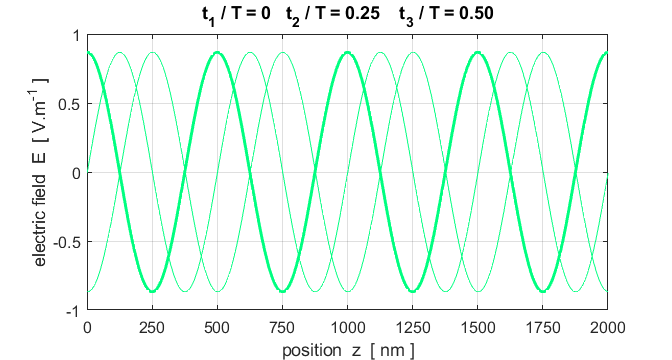 t1 / T = 0 t2 / T = 0.25 t3 / T = 0.50
1
0.5
0
-0.5
-1
electric field E [ V.m-1 ]
0 250 500 750 1000 1250 1500 1750 2000
position z [ nm ]